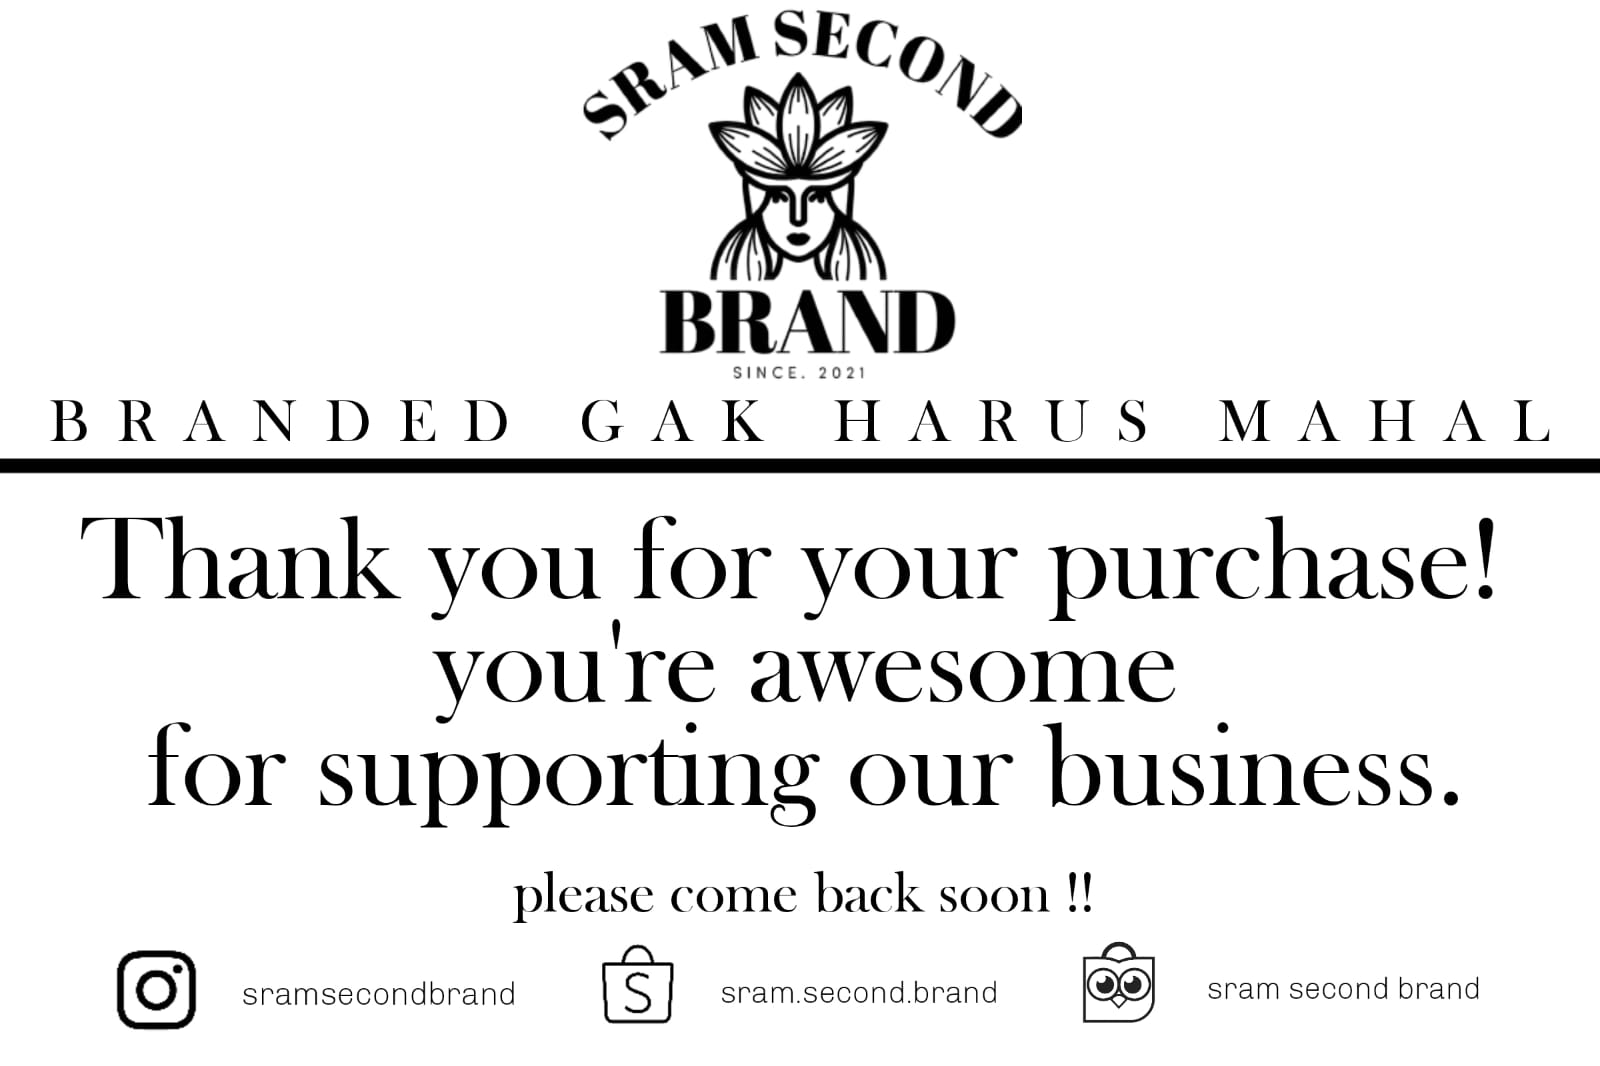 SRAM SECOND
BRAND
SINCE. 2021
BRANDED GAK HARUS MAHAL
Thank you for your purchase!
you're awesome
for supporting our business.
please come back soon !!
sramsecondbrand
S
sram.second.brand
sram second brand